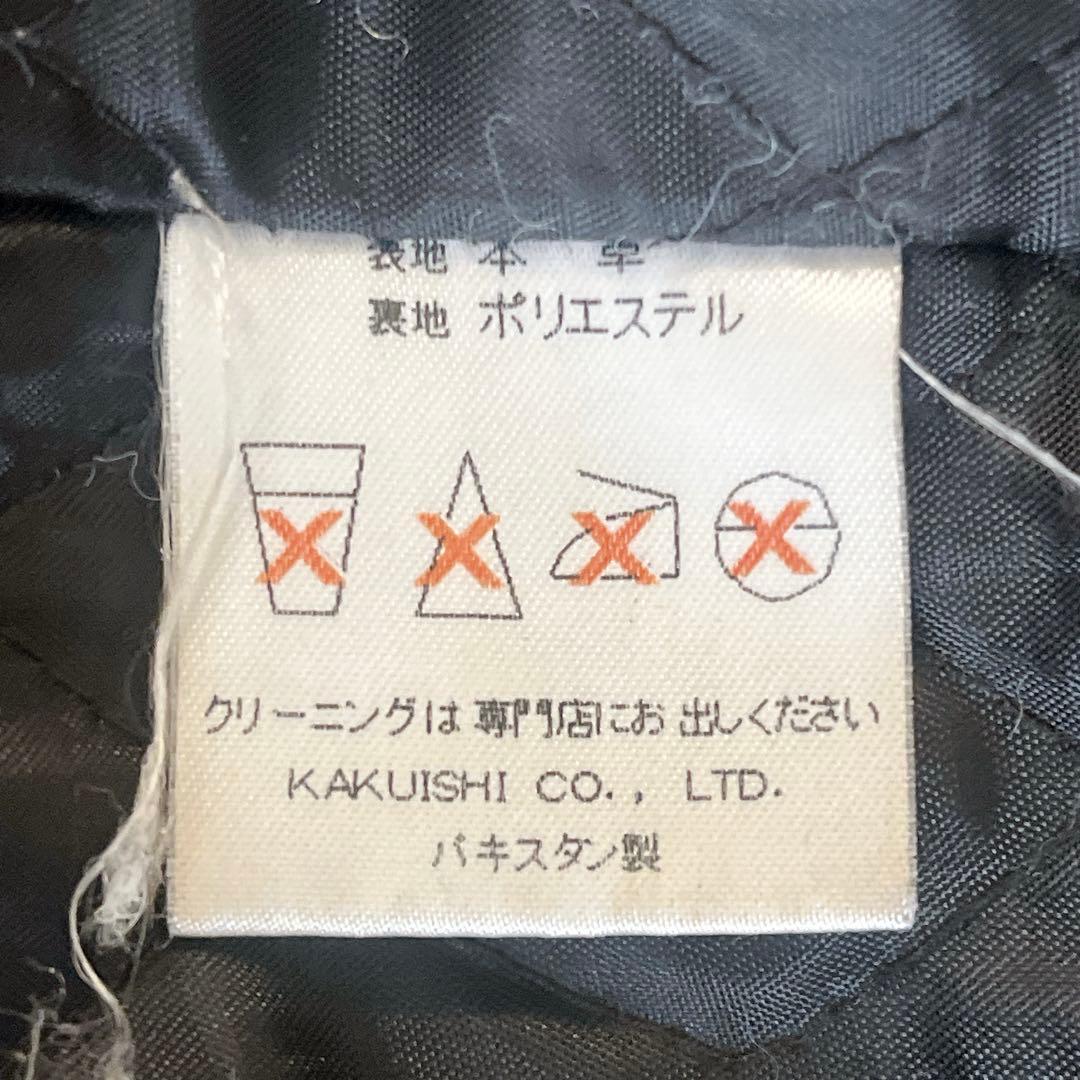 表地 本 革
裏地 ポリエステル
クリーニングは専門店にお出しください
KAKUISHI CO., LTD.
パキスタン製